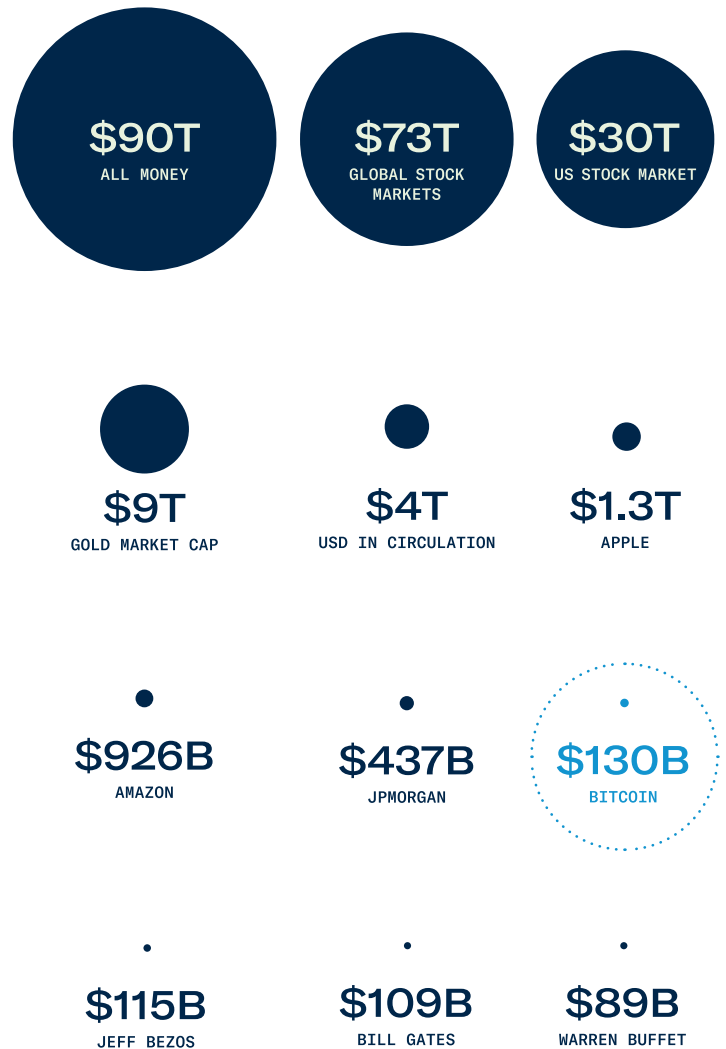 $90T
ALL MONEY
$73T
GLOBAL STOCK
MARKETS
$30T
US STOCK MARKET
$9T
GOLD MARKET CAP
$4T
USD IN CIRCULATION
$1.3T
APPLE
$926B
AMAZON
$437B
JPMORGAN
$130B
BITCOIN
$115B
JEFF BEZOS
$109B
BILL GATES
$89B
WARREN BUFFET